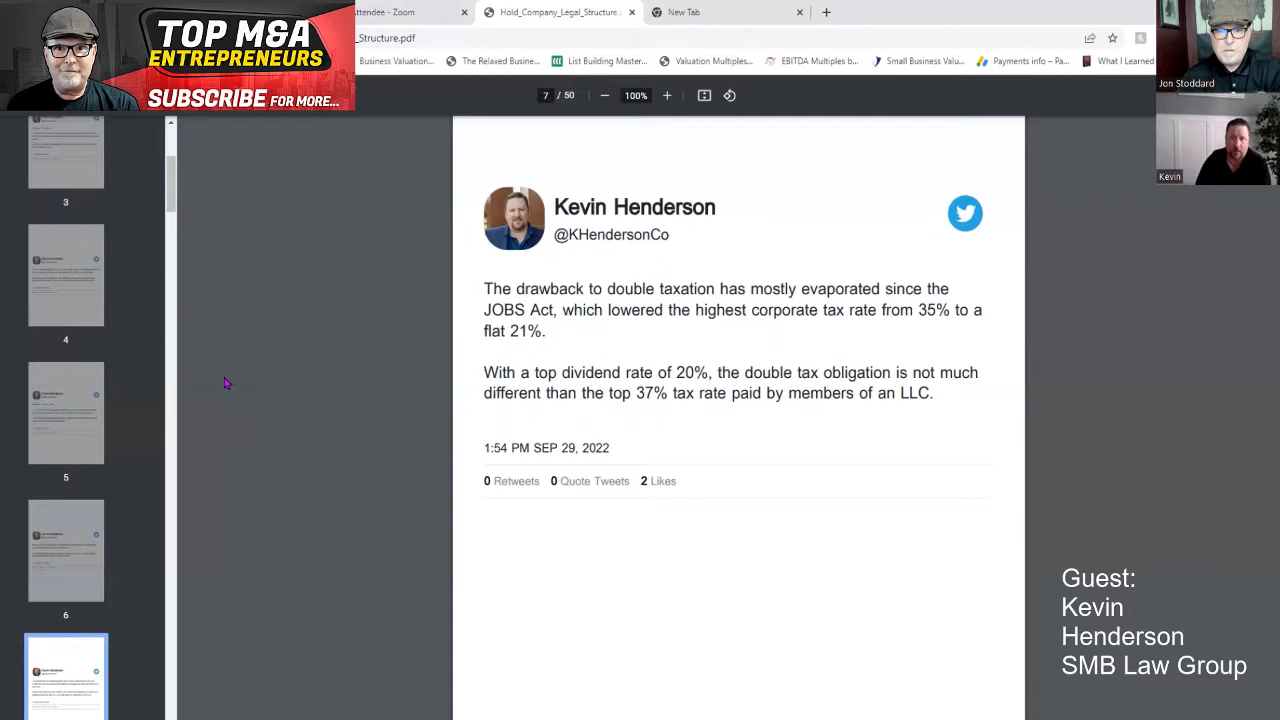 TOP M&A
ENTREPRENEURS
SUBSCRIBE FOR MORE...
ttendee - Zoom
Hold_Company_Legal_Structure...
New Tab
_Structure.pdf
Business Valuation...
The Relaxed Busine...
List Building Master...
Valuation Multiples...
EBITDA Multiples b...
Small Business Valu...
Payments info – Pa...
What I Learned
7 / 50
100%
Jon Stoddard
Kevin
3
4
5
6
Kevin Henderson
@KHendersonCo
The drawback to double taxation has mostly evaporated since the
JOBS Act, which lowered the highest corporate tax rate from 35% to a
flat 21%.
With a top dividend rate of 20%, the double tax obligation is not much
different than the top 37% tax rate paid by members of an LLC.
1:54 PM SEP 29, 2022
0 Retweets 0 Quote Tweets 2 Likes
Guest:
Kevin
Henderson
SMB Law Group